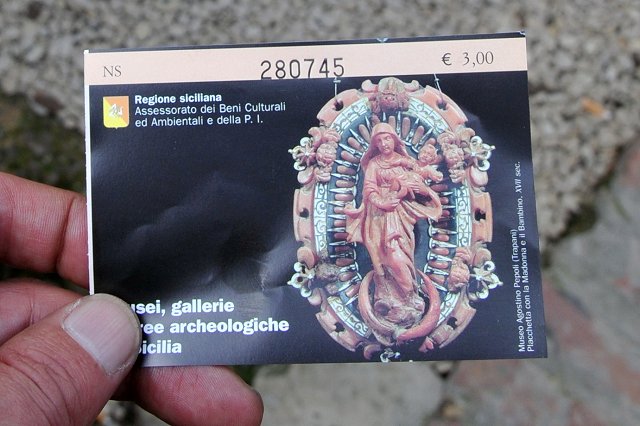 NS 280745 € 3,00
Regione siciliana
Assessorato dei Beni Culturali
ed Ambientali e della P. I.
usei, gallerie
ree archeologiche
icilia
Museo Agostino Pepoli (Trapani)
Placchetta con la Madonna e il Bambino. XVII sec.